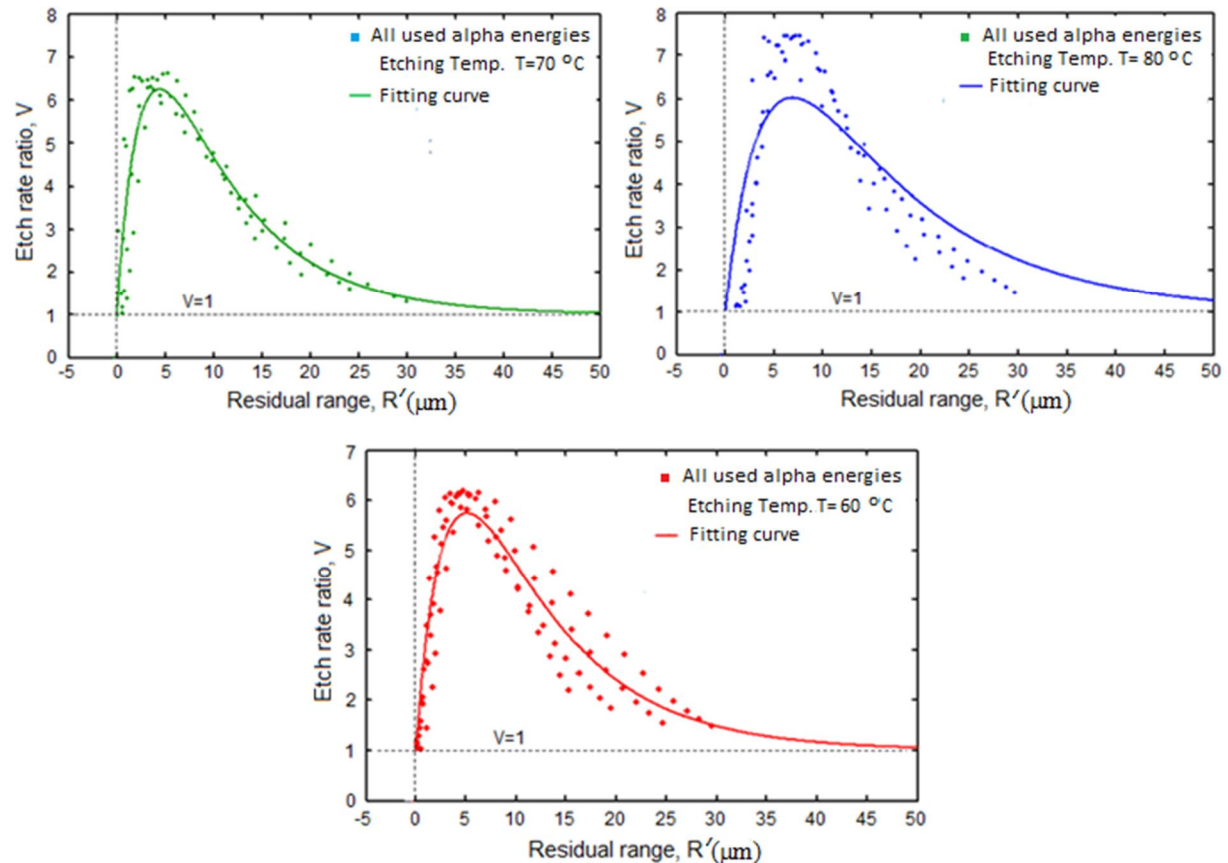 8
7
6
5
4
3
2
1
0
Etch rate ratio, V
All used alpha energies
Etching Temp. T=70 °C
Fitting curve
V=1
-5 0 5 10 15 20 25 30 35 40 45 50
Residual range, R′(μm)
8
7
6
5
4
3
2
1
0
Etch rate ratio, V
All used alpha energies
Etching Temp. T= 80 °C
Fitting curve
V=1
-5 0 5 10 15 20 25 30 35 40 45 50
Residual range, R′(μm)
7
6
5
4
3
2
1
0
Etch rate ratio, V
All used alpha energies
Etching Temp. T= 60 °C
Fitting curve
V=1
-5 0 5 10 15 20 25 30 35 40 45 50
Residual range, R′(μm)